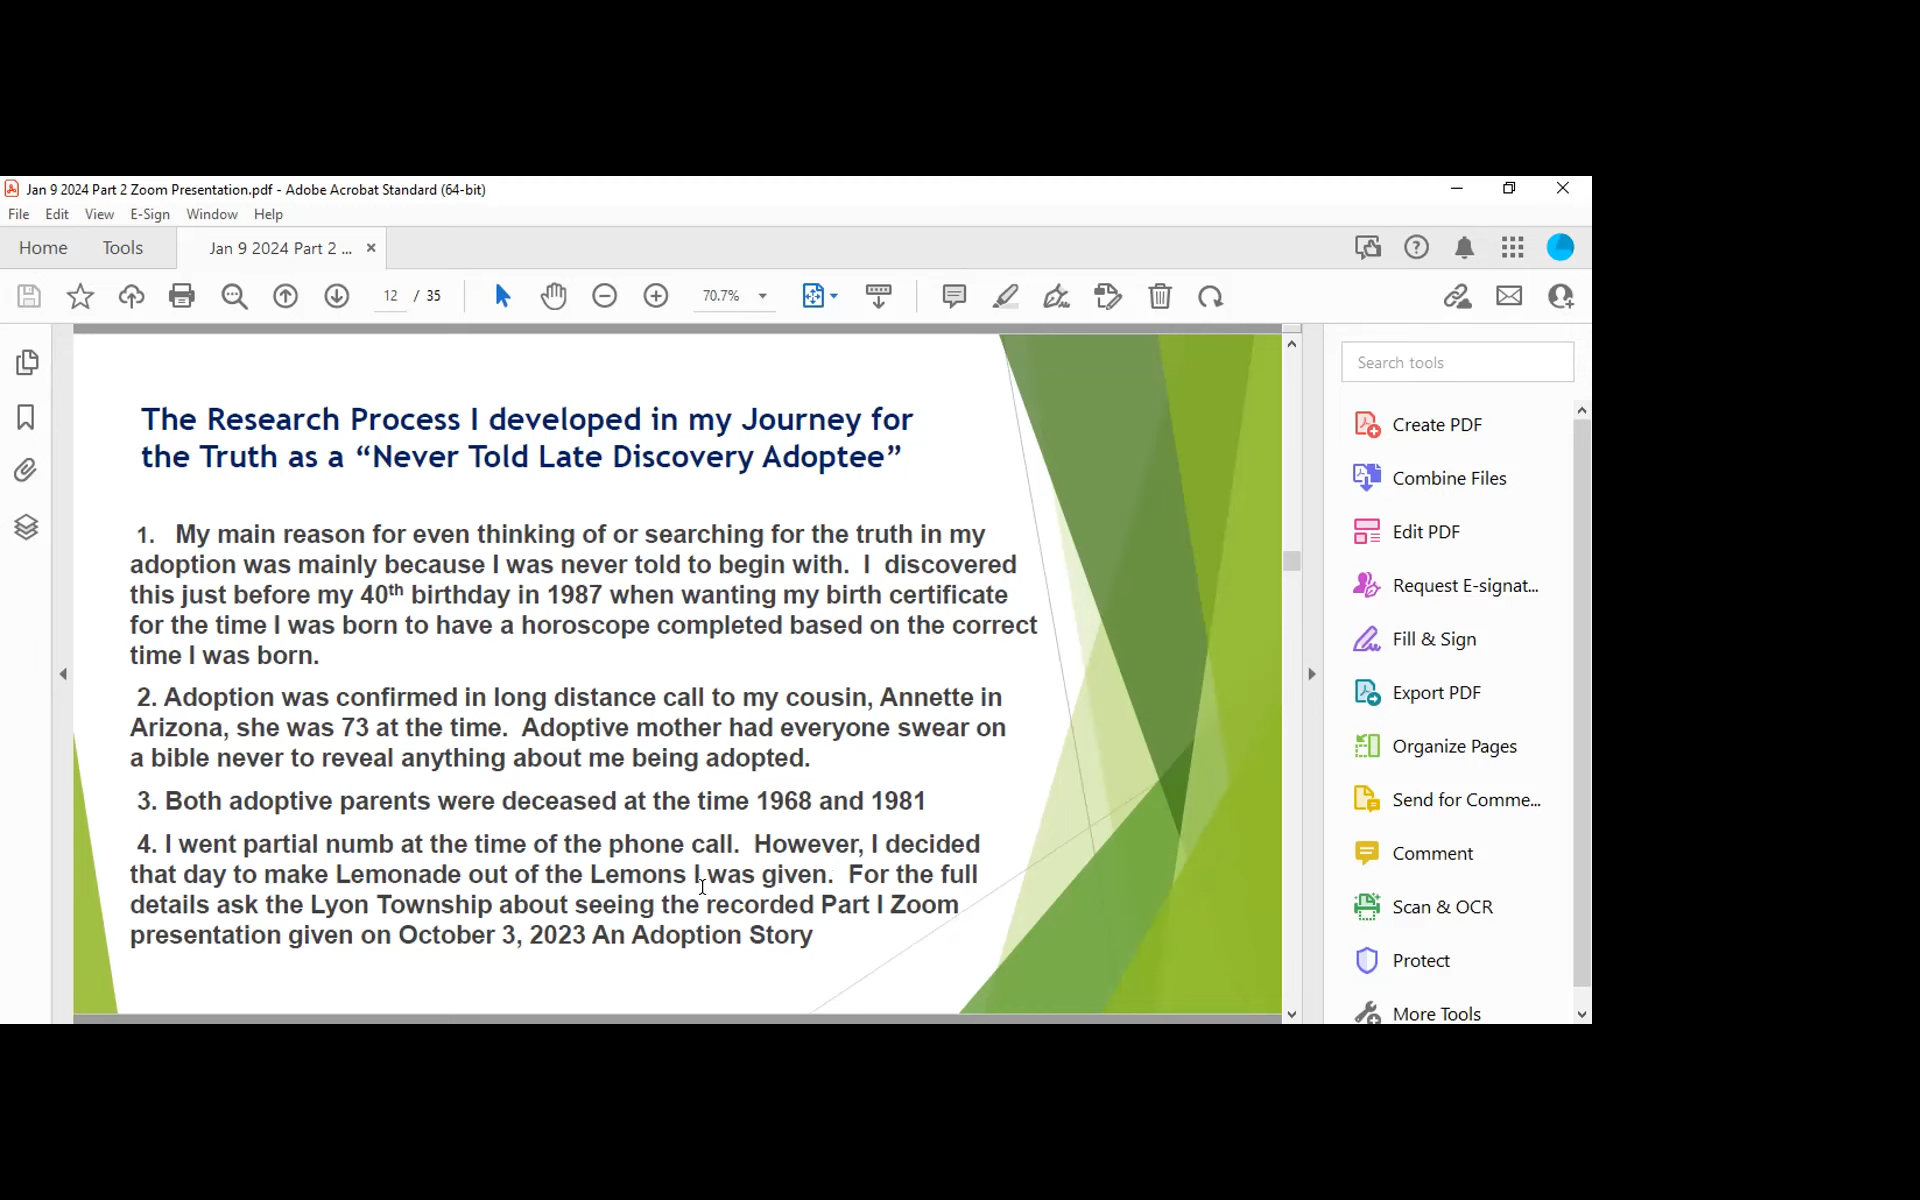 Jan 9 2024 Part 2 Zoom Presentation.pdf - Adobe Acrobat Standard (64-bit)
File Edit View E-Sign Window Help
Home Tools Jan 9 2024 Part 2 ... ×
12 / 35 70.7%
Search tools
Create PDF
Combine Files
Edit PDF
Request E-signat...
Fill & Sign
Export PDF
Organize Pages
Send for Comme...
Comment
Scan & OCR
Protect
More Tools
The Research Process I developed in my Journey for
the Truth as a “Never Told Late Discovery Adoptee”
1. My main reason for even thinking of or searching for the truth in my
adoption was mainly because I was never told to begin with. I discovered
this just before my 40th birthday in 1987 when wanting my birth certificate
for the time I was born to have a horoscope completed based on the correct
time I was born.
2. Adoption was confirmed in long distance call to my cousin, Annette in
Arizona, she was 73 at the time. Adoptive mother had everyone swear on
a bible never to reveal anything about me being adopted.
3. Both adoptive parents were deceased at the time 1968 and 1981
4. I went partial numb at the time of the phone call. However, I decided
that day to make Lemonade out of the Lemons I was given. For the full
details ask the Lyon Township about seeing the recorded Part I Zoom
presentation given on October 3, 2023 An Adoption Story